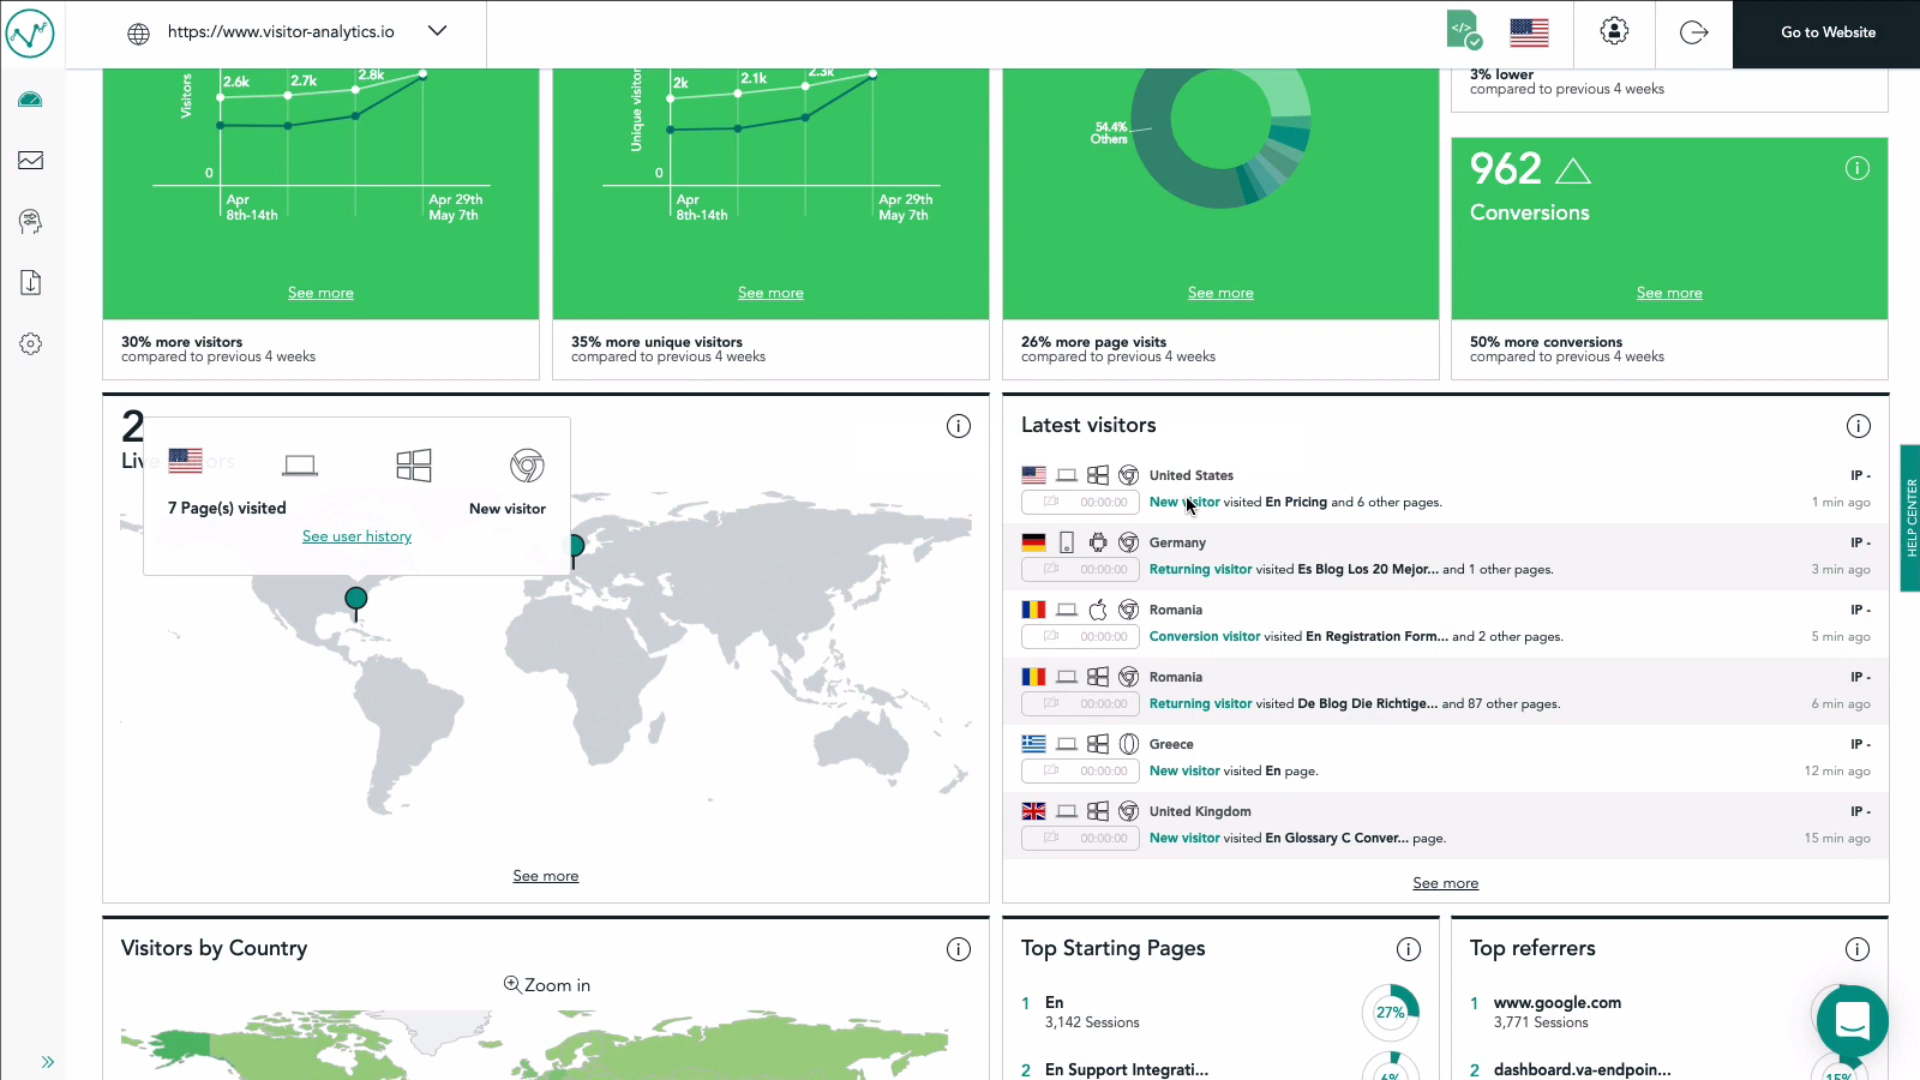 https://www.visitor-analytics.io
</>
Go to Website
Visitors
2.6k
2.7k
2.8k
0
Apr
8th-14th
Apr 29th
May 7th
See more
30% more visitors
compared to previous 4 weeks
Unique visitor
2k
2.1k
2.3k
0
Apr
8th-14th
Apr 29th
May 7th
See more
35% more unique visitors
compared to previous 4 weeks
54.4%
Others
See more
26% more page visits
compared to previous 4 weeks
3% lower
compared to previous 4 weeks
962
Conversions
See more
50% more conversions
compared to previous 4 weeks
2
Live visitors
7 Page(s) visited
New visitor
See user history
See more
Latest visitors
United States
IP -
00:00:00
New visitor visited En Pricing and 6 other pages.
1 min ago
Germany
IP -
00:00:00
Returning visitor visited Es Blog Los 20 Mejor... and 1 other pages.
3 min ago
Romania
IP -
00:00:00
Conversion visitor visited En Registration Form... and 2 other pages.
5 min ago
Romania
IP -
00:00:00
Returning visitor visited De Blog Die Richtige... and 87 other pages.
6 min ago
Greece
IP -
00:00:00
New visitor visited En page.
12 min ago
United Kingdom
IP -
00:00:00
New visitor visited En Glossary C Conver... page.
15 min ago
See more
HELP CENTER
Visitors by Country
Zoom in
Top Starting Pages
1 En
3,142 Sessions
27%
2 En Support Integrati...
6%
Top referrers
1 www.google.com
3,771 Sessions
2 dashboard.va-endpoin...
15%